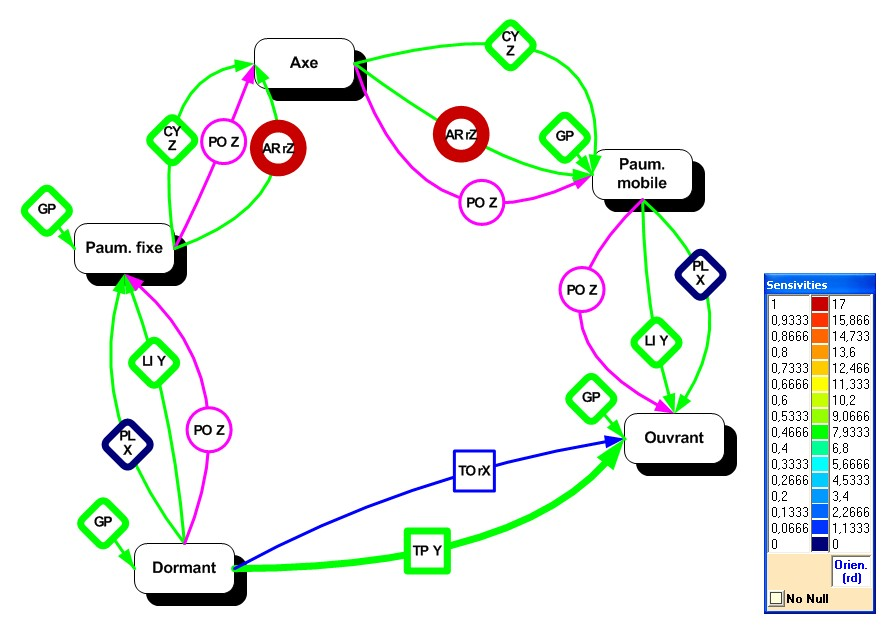 CY
Z
Axe
CY
Z
PO Z
AR rZ
AR rZ
GP
Paum.
mobile
PO Z
GP
Paum. fixe
PO Z
PL
X
LI Y
LI Y
PL
X
PO Z
GP
Ouvrant
TO rX
GP
Dormant
TP Y
Sensivities
1 17
0,9333 15,866
0,8666 14,733
0,8 13,6
0,7333 12,466
0,6666 11,333
0,6 10,2
0,5333 9,0666
0,4666 7,9333
0,4 6,8
0,3333 5,6666
0,2666 4,5333
0,2 3,4
0,1333 2,2666
0,0666 1,1333
0 0
Orien.
(rd)
No Null